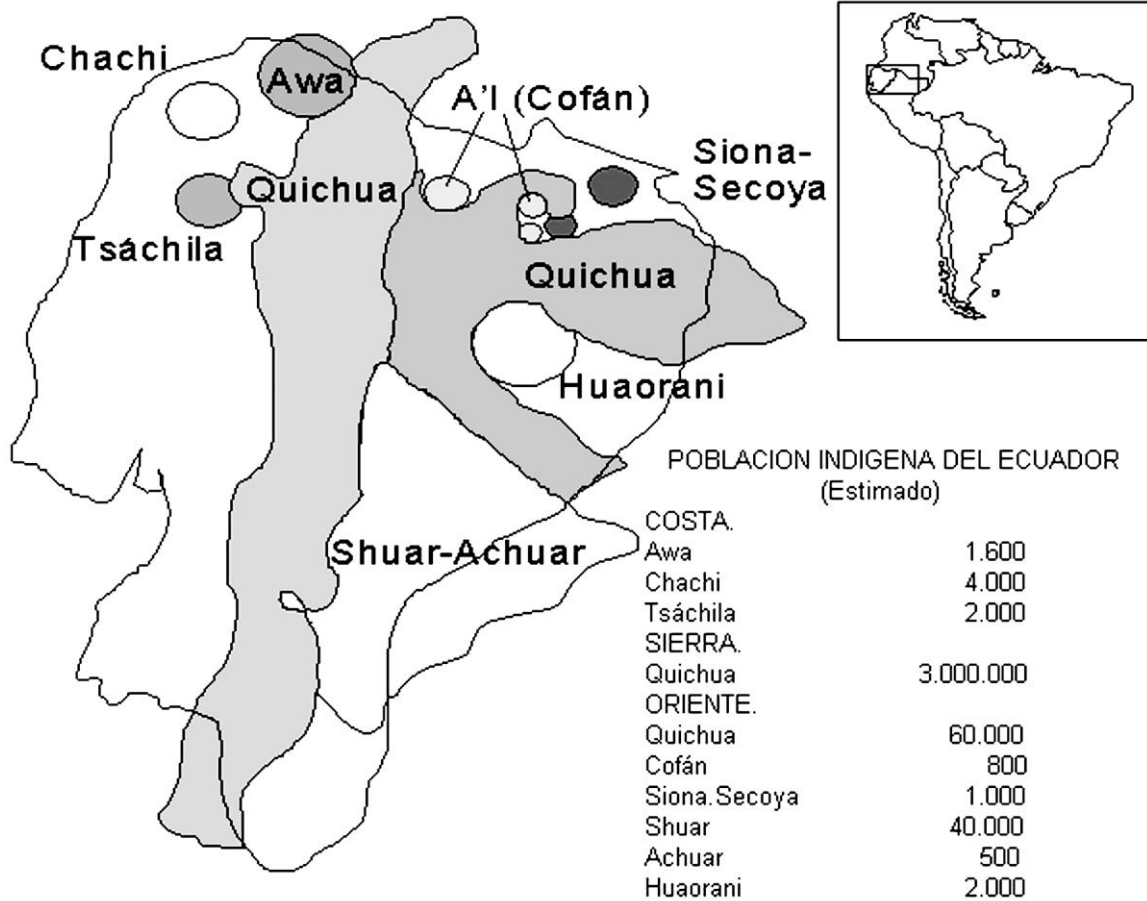 Chachi
Awa
A'I (Cofán)
Siona-
Secoya
Quichua
Tsáchila
Quichua
Huaorani
Shuar-Achuar
POBLACION INDIGENA DEL ECUADOR
(Estimado)
COSTA.
Awa 1.600
Chachi 4.000
Tsáchila 2.000
SIERRA.
Quichua 3.000.000
ORIENTE.
Quichua 60.000
Cofán 800
Siona.Secoya 1.000
Shuar 40.000
Achuar 500
Huaorani 2.000